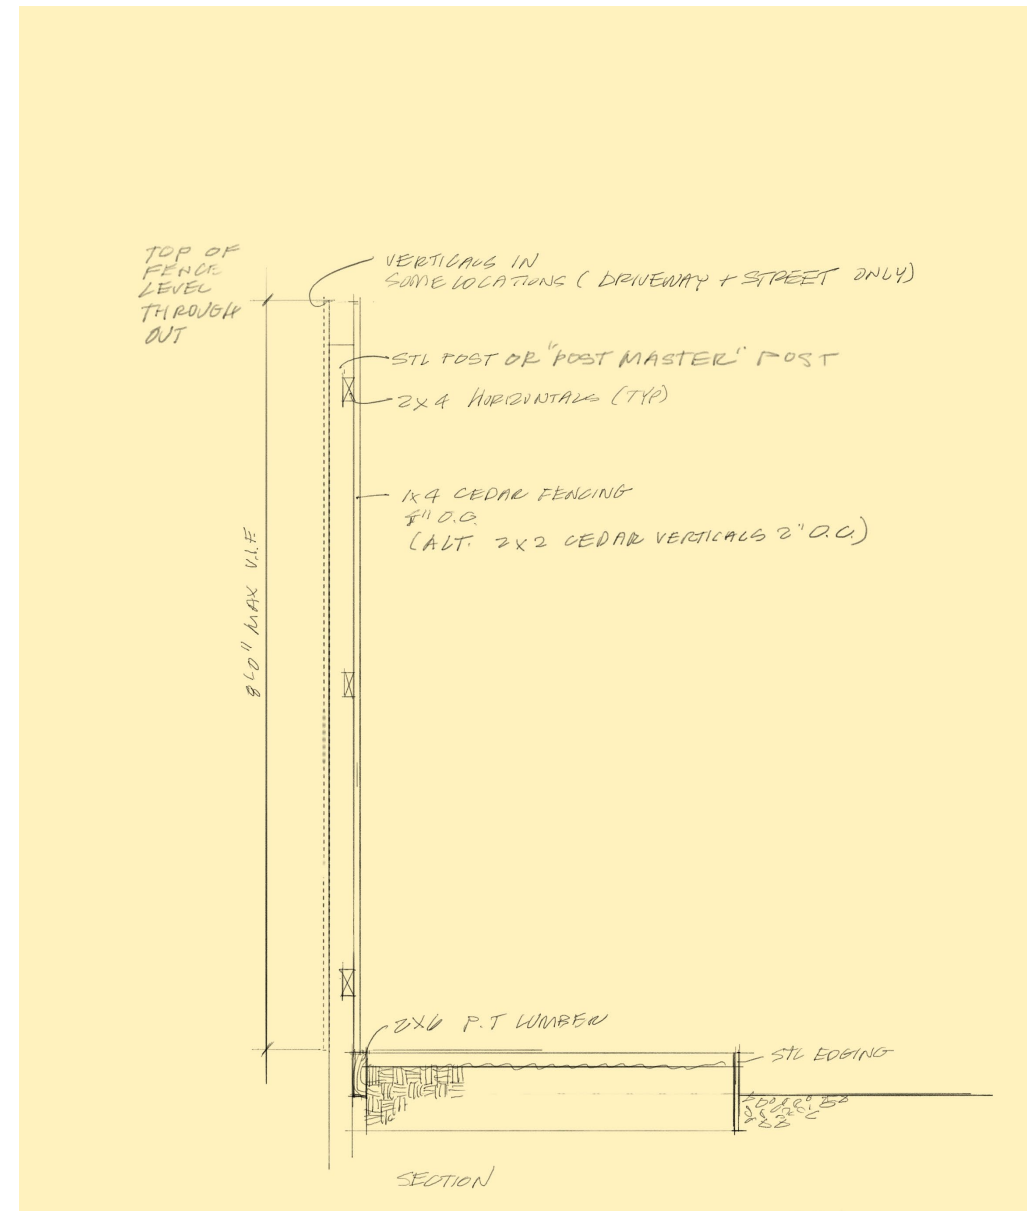 TOP OF
FENCE
LEVEL
THROUGH
OUT
VERTICALS IN
SOME LOCATIONS ( DRIVEWAY + STREET ONLY)
STL POST OR "POST MASTER" POST
2X4 HORIZONTALS (TYP)
1X4 CEDAR FENCING
4" O.C.
(ALT. 2X2 CEDAR VERTICALS 2" O.C.)
8'-0" MAX V.I.F.
2X6 P.T LUMBER
STL EDGING
SECTION